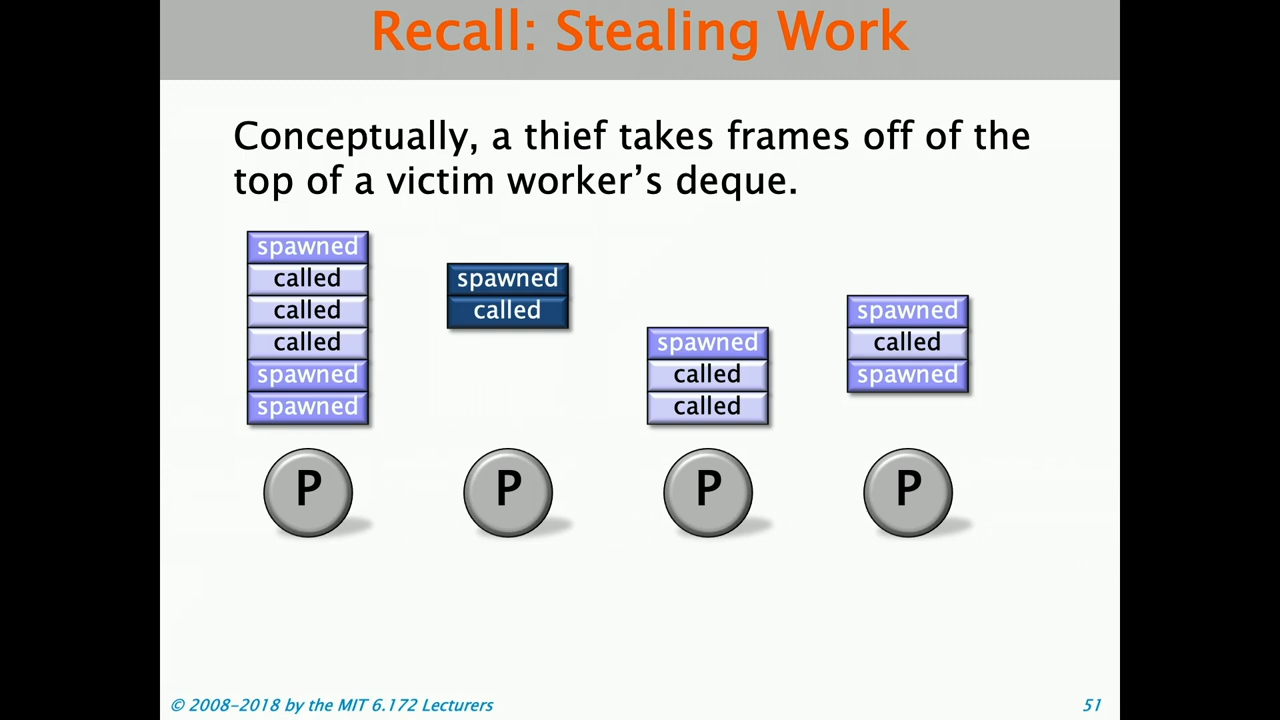 Recall: Stealing Work
Conceptually, a thief takes frames off of the
top of a victim worker’s deque.
spawned
called
called
called
spawned
spawned
spawned
called
spawned
called
called
spawned
called
spawned
P
P
P
P
© 2008-2018 by the MIT 6.172 Lecturers
51